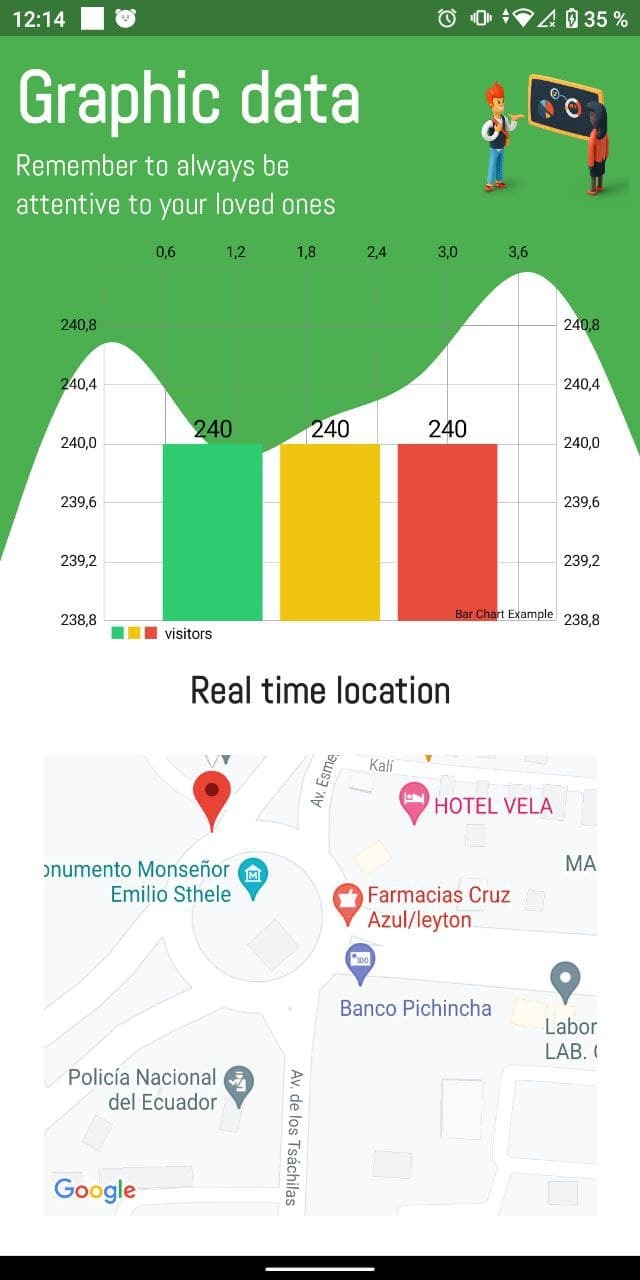 12:14
35 %
Graphic data
Remember to always be
attentive to your loved ones
0,6 1,2 1,8 2,4 3,0 3,6
240,8 240,8
240,4 240,4
240 240 240
240,0 240,0
239,6 239,6
239,2 239,2
Bar Chart Example
238,8 238,8
visitors
Real time location
Kalí
HOTEL VELA
MA
onumento Monseñor
Emilio Sthele
Farmacias Cruz
Azul/leyton
100
Banco Pichincha
Labor
LAB.
Policía Nacional
del Ecuador
Av. de los Tsáchilas
Google